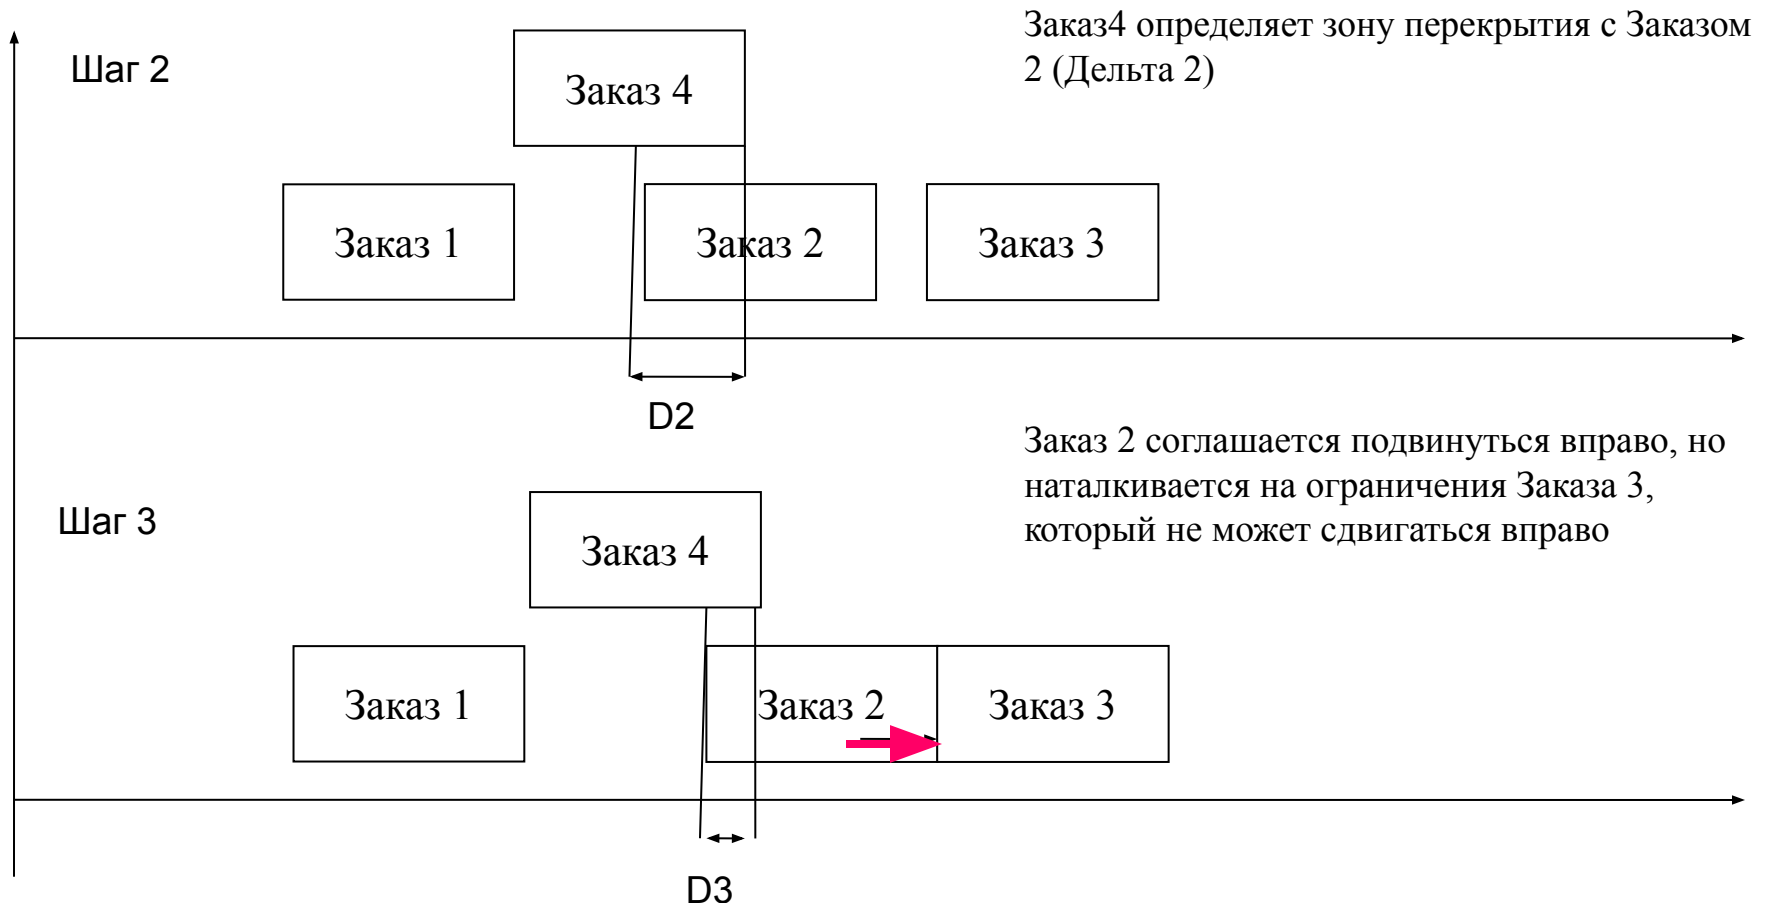 Шаг 2
Заказ4 определяет зону перекрытия с Заказом
2 (Дельта 2)
Заказ 4
Заказ 1
Заказ 2
Заказ 3
D2
Шаг 3
Заказ 2 соглашается подвинуться вправо, но
наталкивается на ограничения Заказа 3,
который не может сдвигаться вправо
Заказ 4
Заказ 1
Заказ 2
Заказ 3
D3